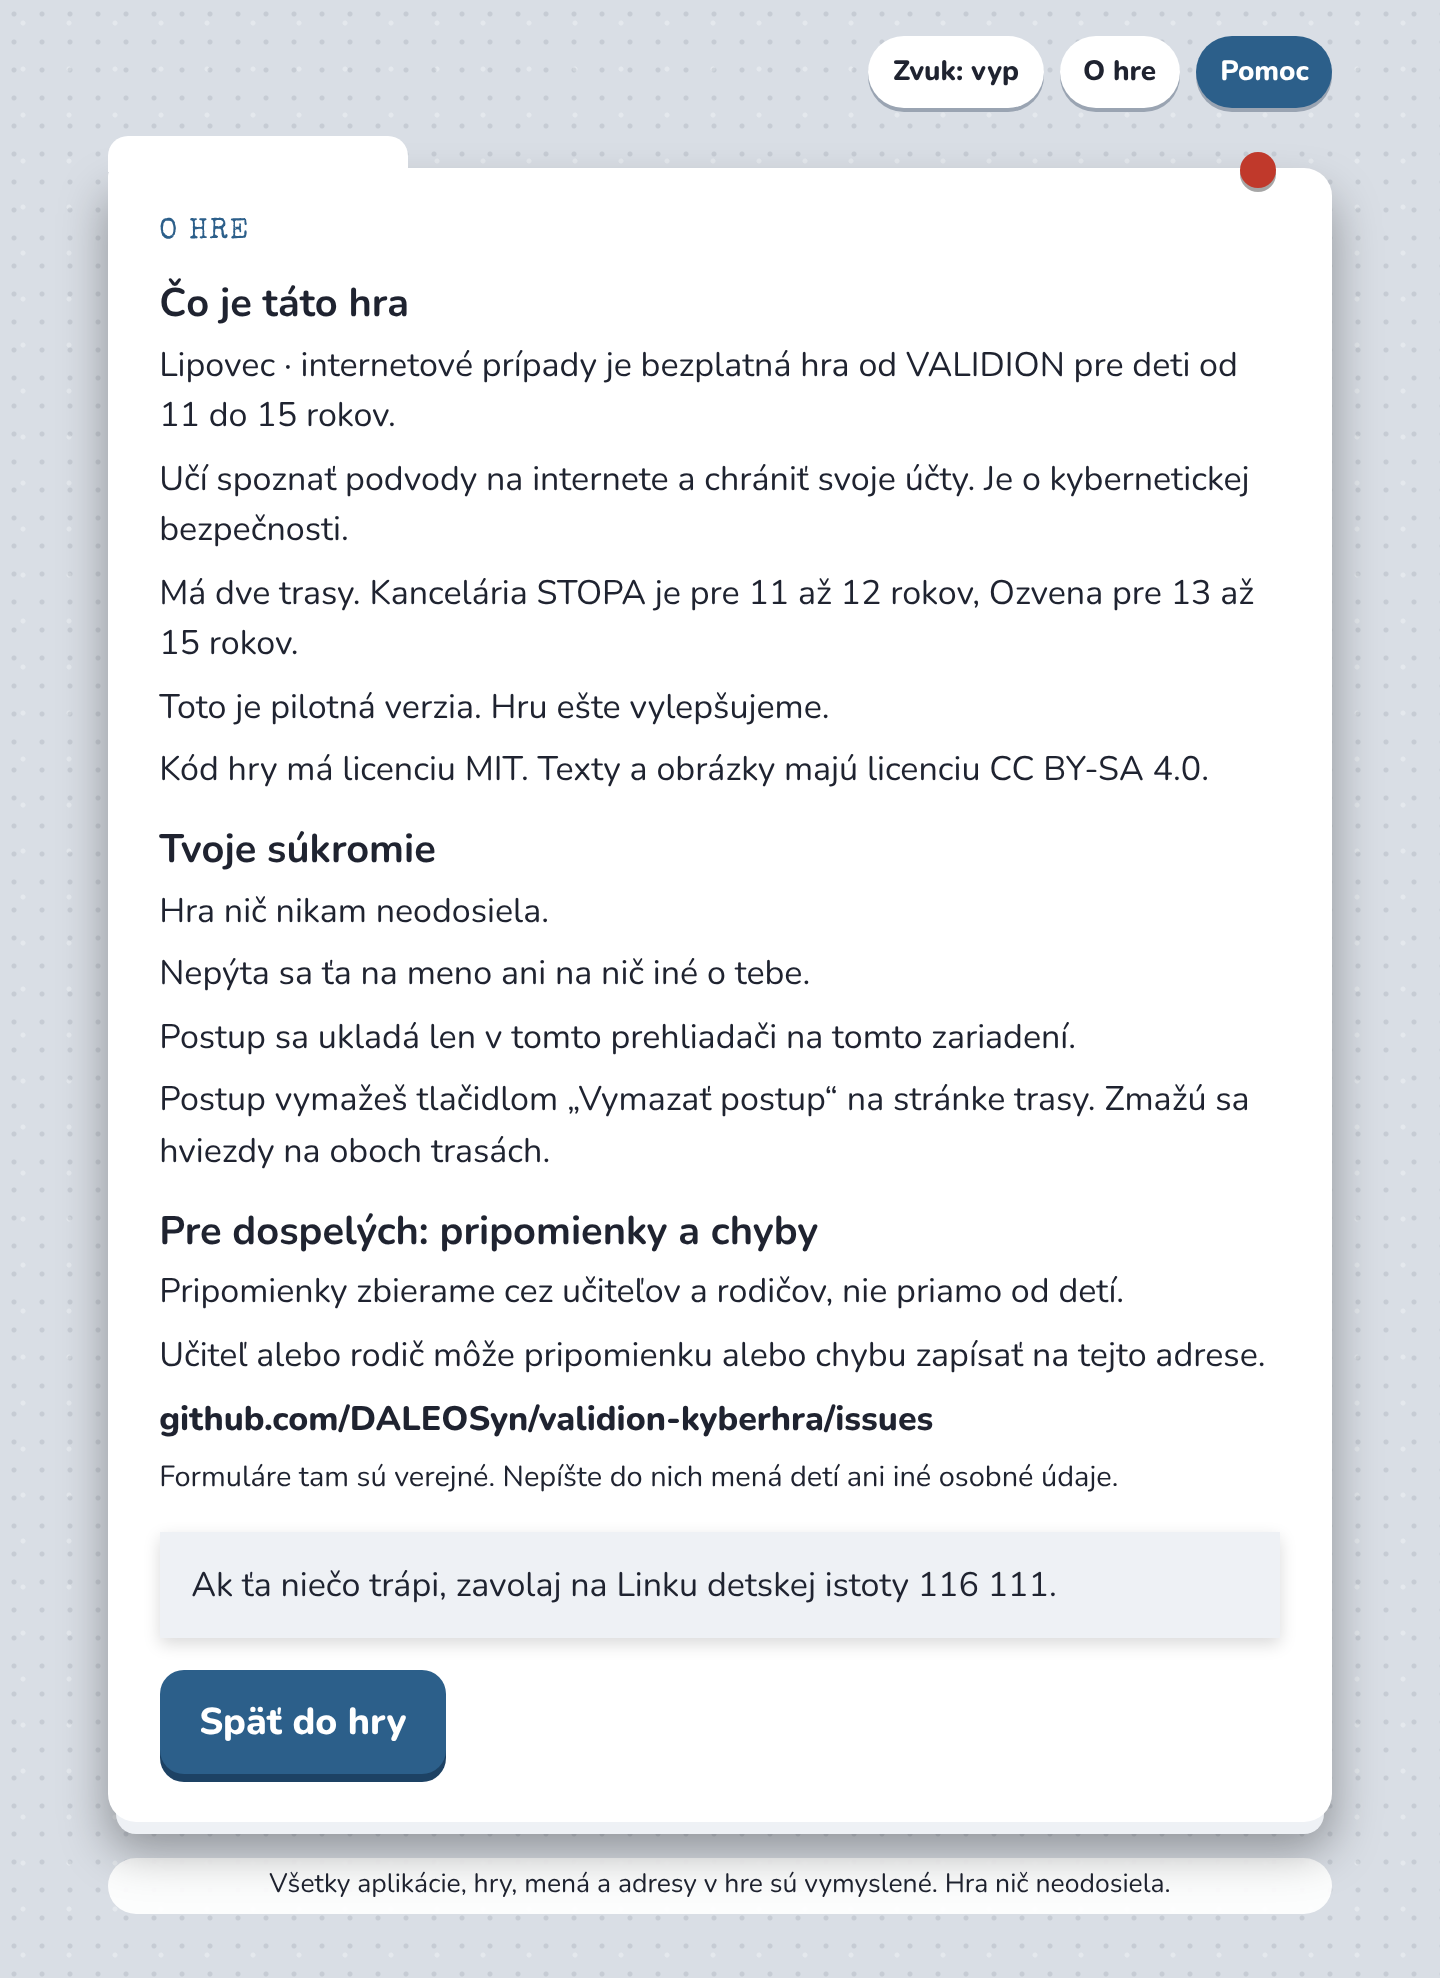 Zvuk: vyp
O hre
Pomoc
O HRE
Čo je táto hra
Lipovec · internetové prípady je bezplatná hra od VALIDION pre deti od
11 do 15 rokov.
Učí spoznať podvody na internete a chrániť svoje účty. Je o kybernetickej
bezpečnosti.
Má dve trasy. Kancelária STOPA je pre 11 až 12 rokov, Ozvena pre 13 až
15 rokov.
Toto je pilotná verzia. Hru ešte vylepšujeme.
Kód hry má licenciu MIT. Texty a obrázky majú licenciu CC BY-SA 4.0.
Tvoje súkromie
Hra nič nikam neodosiela.
Nepýta sa ťa na meno ani na nič iné o tebe.
Postup sa ukladá len v tomto prehliadači na tomto zariadení.
Postup vymažeš tlačidlom „Vymazať postup“ na stránke trasy. Zmažú sa
hviezdy na oboch trasách.
Pre dospelých: pripomienky a chyby
Pripomienky zbierame cez učiteľov a rodičov, nie priamo od detí.
Učiteľ alebo rodič môže pripomienku alebo chybu zapísať na tejto adrese.
github.com/DALEOSyn/validion-kyberhra/issues
Formuláre tam sú verejné. Nepíšte do nich mená detí ani iné osobné údaje.
Ak ťa niečo trápi, zavolaj na Linku detskej istoty 116 111.
Späť do hry
Všetky aplikácie, hry, mená a adresy v hre sú vymyslené. Hra nič neodosiela.